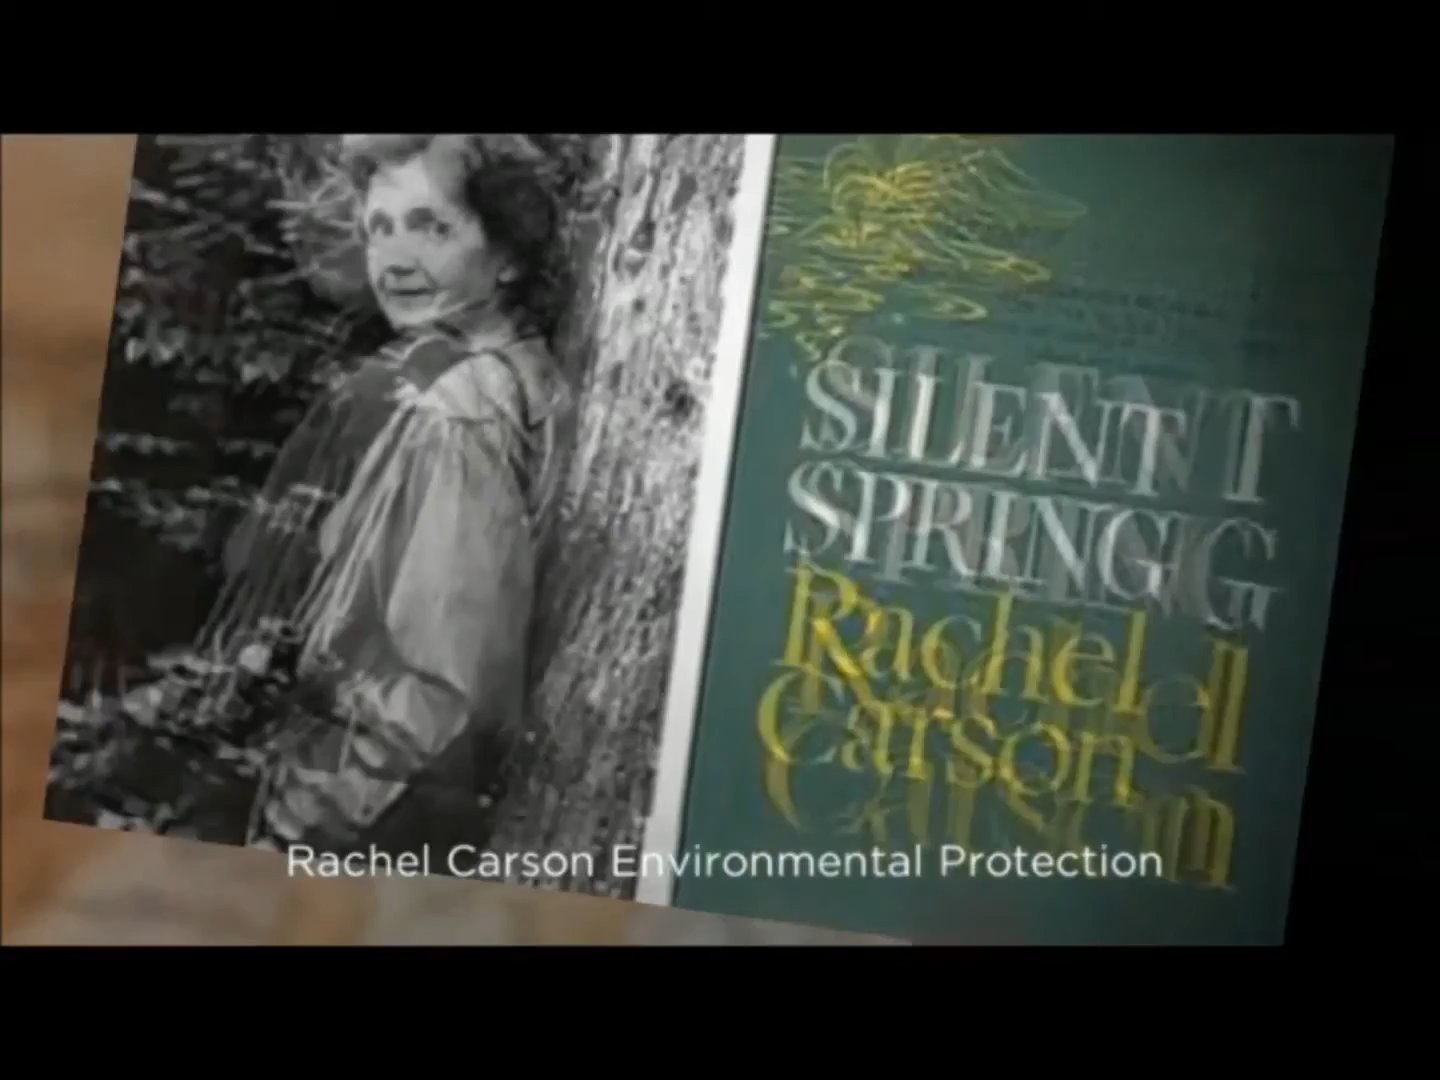 SILENT
SPRING
Rachel
Carson
Rachel Carson Environmental Protection